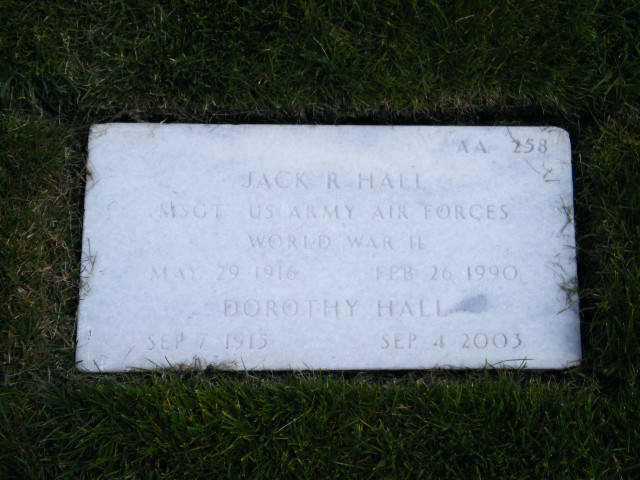 AA 258
JACK R HALL
MSGT US ARMY AIR FORCES
WORLD WAR II
MAY 29 1916 FEB 26 1990
DOROTHY HALL
SEP 7 1915 SEP 4 2003